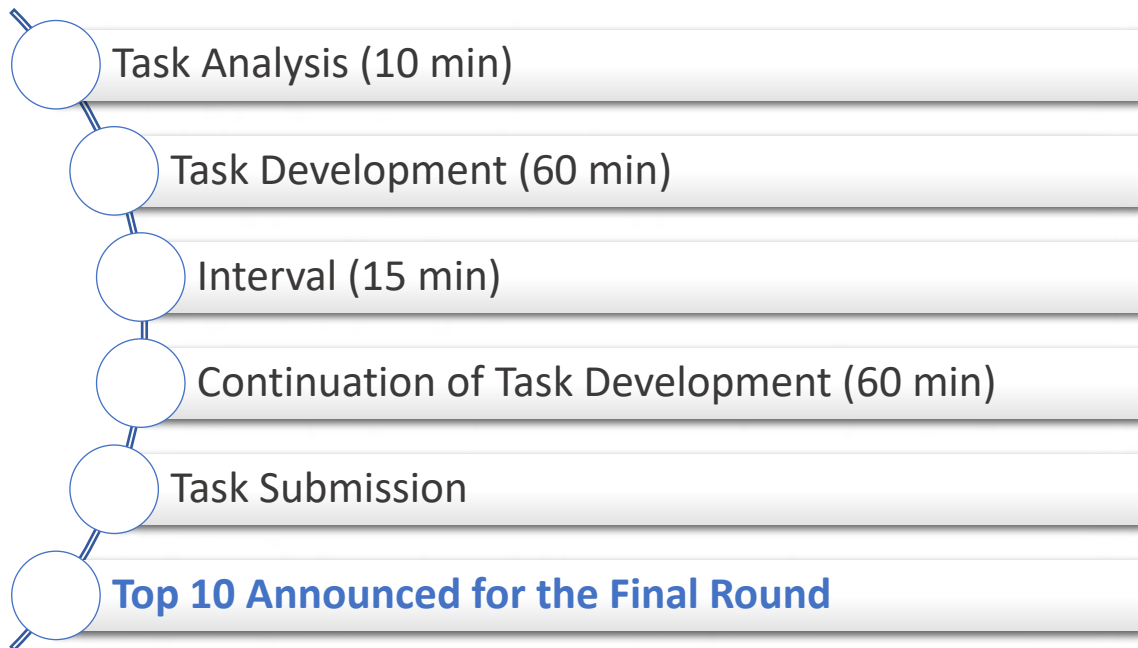 Task Analysis (10 min)
Task Development (60 min)
Interval (15 min)
Continuation of Task Development (60 min)
Task Submission
Top 10 Announced for the Final Round